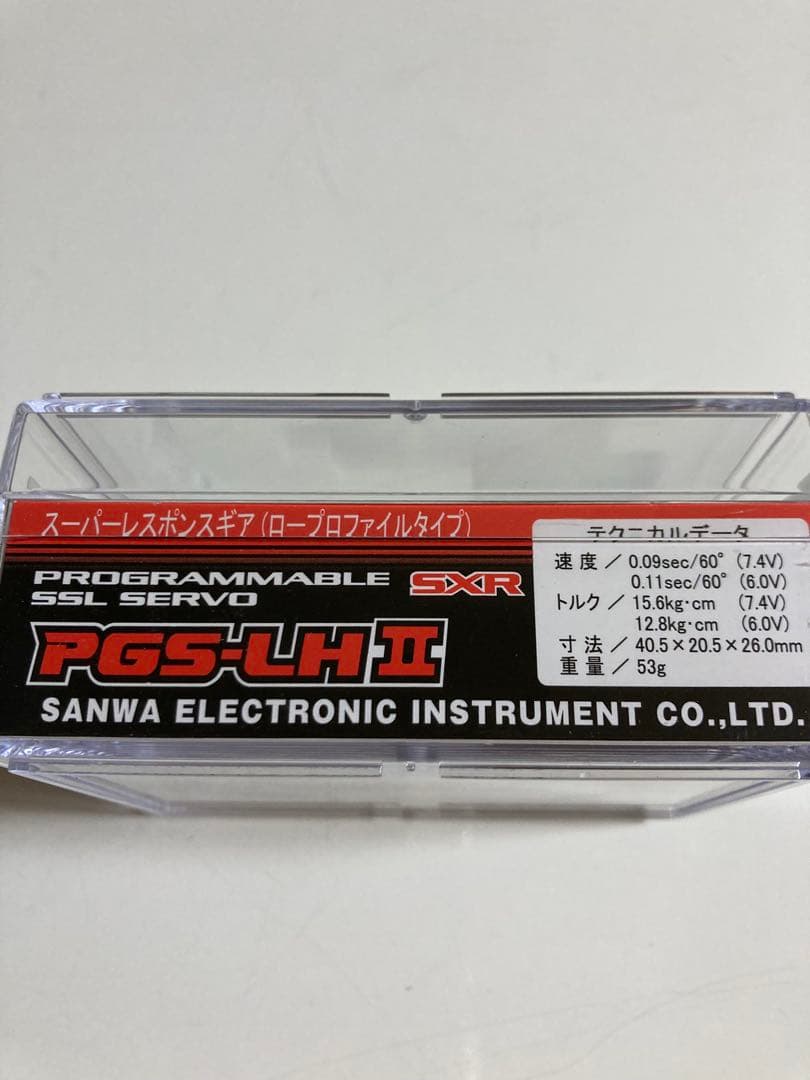 スーパーレスポンスギア(ロープロファイルタイプ)
PROGRAMMABLE
SSL SERVO
SXR
PGS-LH II
SANWA ELECTRONIC INSTRUMENT CO.,LTD.
テクニカルデータ
速度/0.09sec/60°(7.4V)
0.11sec/60°(6.0V)
トルク/15.6kg·cm (7.4V)
12.8kg·cm (6.0V)
寸法/40.5×20.5×26.0mm
重量/53g